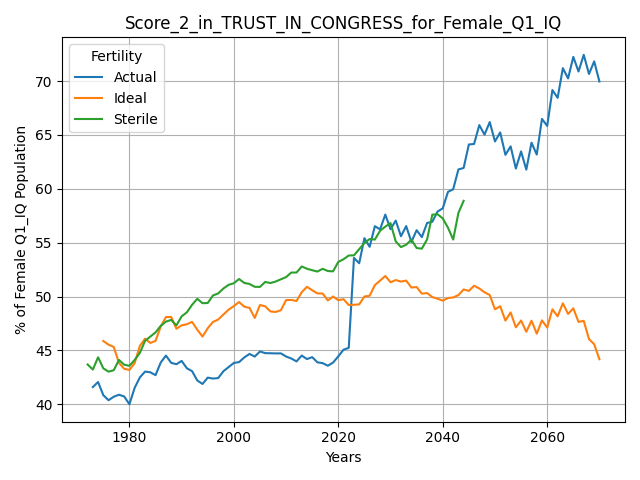 Score_2_in_TRUST_IN_CONGRESS_for_Female_Q1_IQ
Fertility
Actual
Ideal
Sterile
% of Female Q1_IQ Population
70
65
60
55
50
45
40
1980
2000
2020
2040
2060
Years